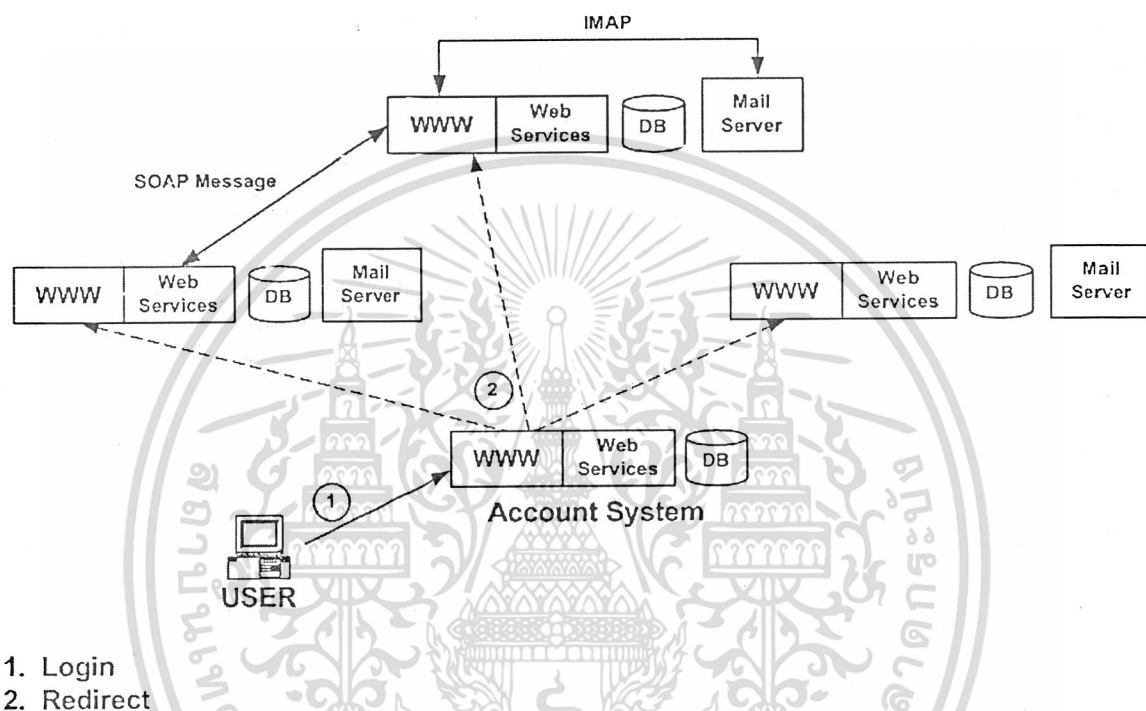 IMAP
WWW
Web
Services
DB
Mail
Server
SOAP Message
WWW
Web
Services
DB
Mail
Server
WWW
Web
Services
DB
Mail
Server
2
WWW
Web
Services
DB
Account System
1
USER
1. Login
2. Redirect